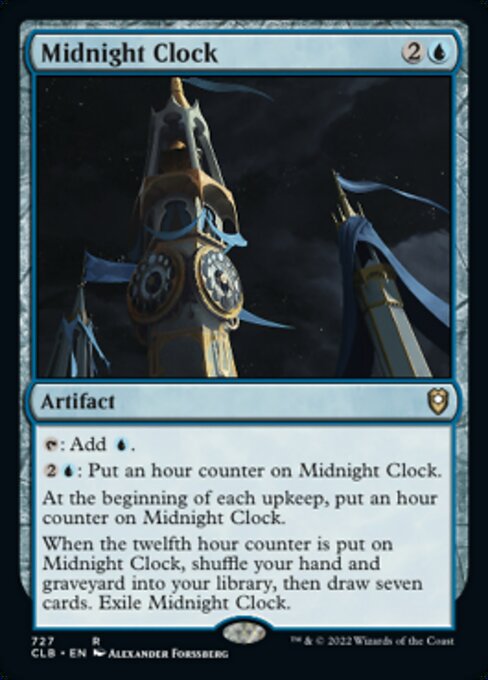 Midnight Clock 2
Artifact
: Add .
2 : Put an hour counter on Midnight Clock.
At the beginning of each upkeep, put an hour
counter on Midnight Clock.
When the twelfth hour counter is put on
Midnight Clock, shuffle your hand and
graveyard into your library, then draw seven
cards. Exile Midnight Clock.
727 R ™ & © 2022 Wizards of the Coast
CLB • EN Alexander Forssberg